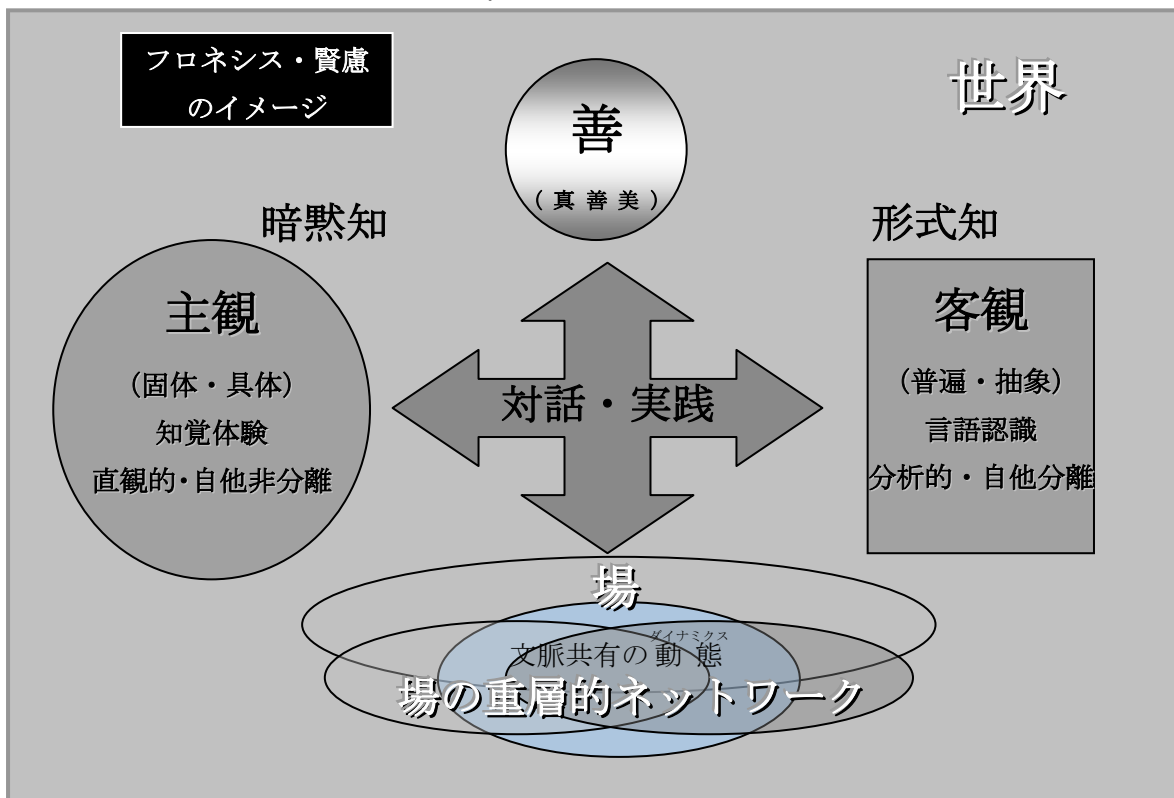 フロネシス・賢慮
のイメージ
世界
善
(真善美)
暗黙知
形式知
主観
(固体・具体)
知覚体験
直観的・自他非分離
客観
(普遍・抽象)
言語認識
分析的・自他分離
対話・実践
場
ダイナミクス
文脈共有の動態
場の重層的ネットワーク